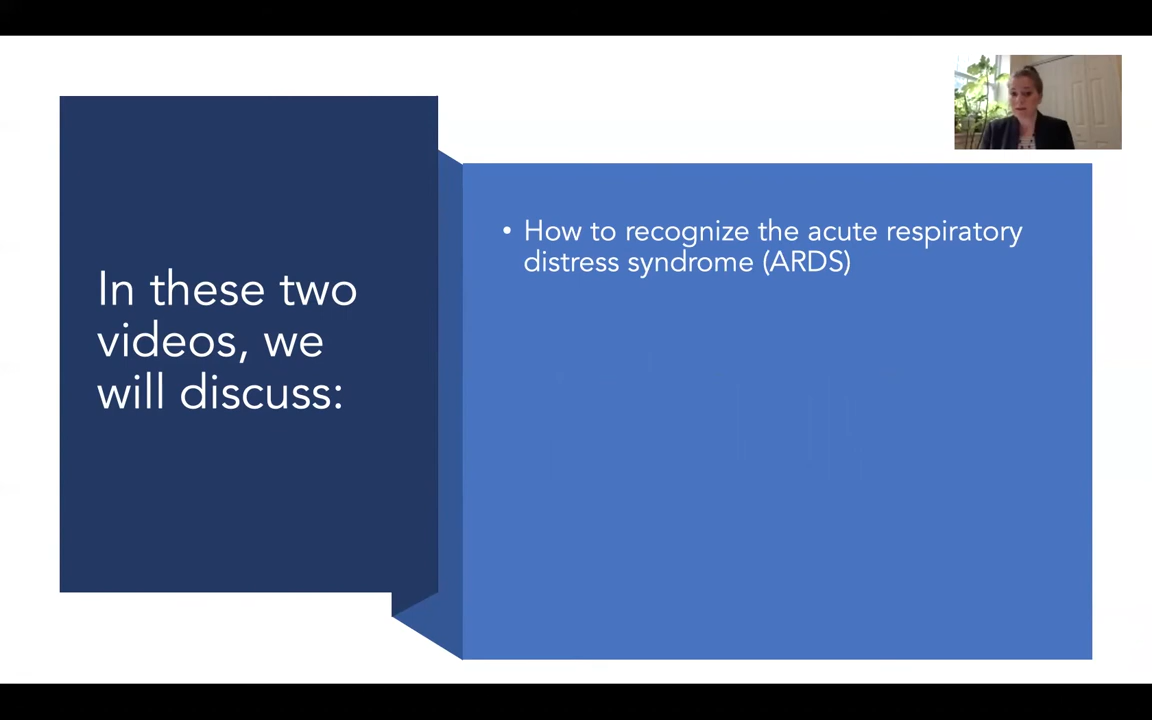 In these two
videos, we
will discuss:
• How to recognize the acute respiratory
distress syndrome (ARDS)